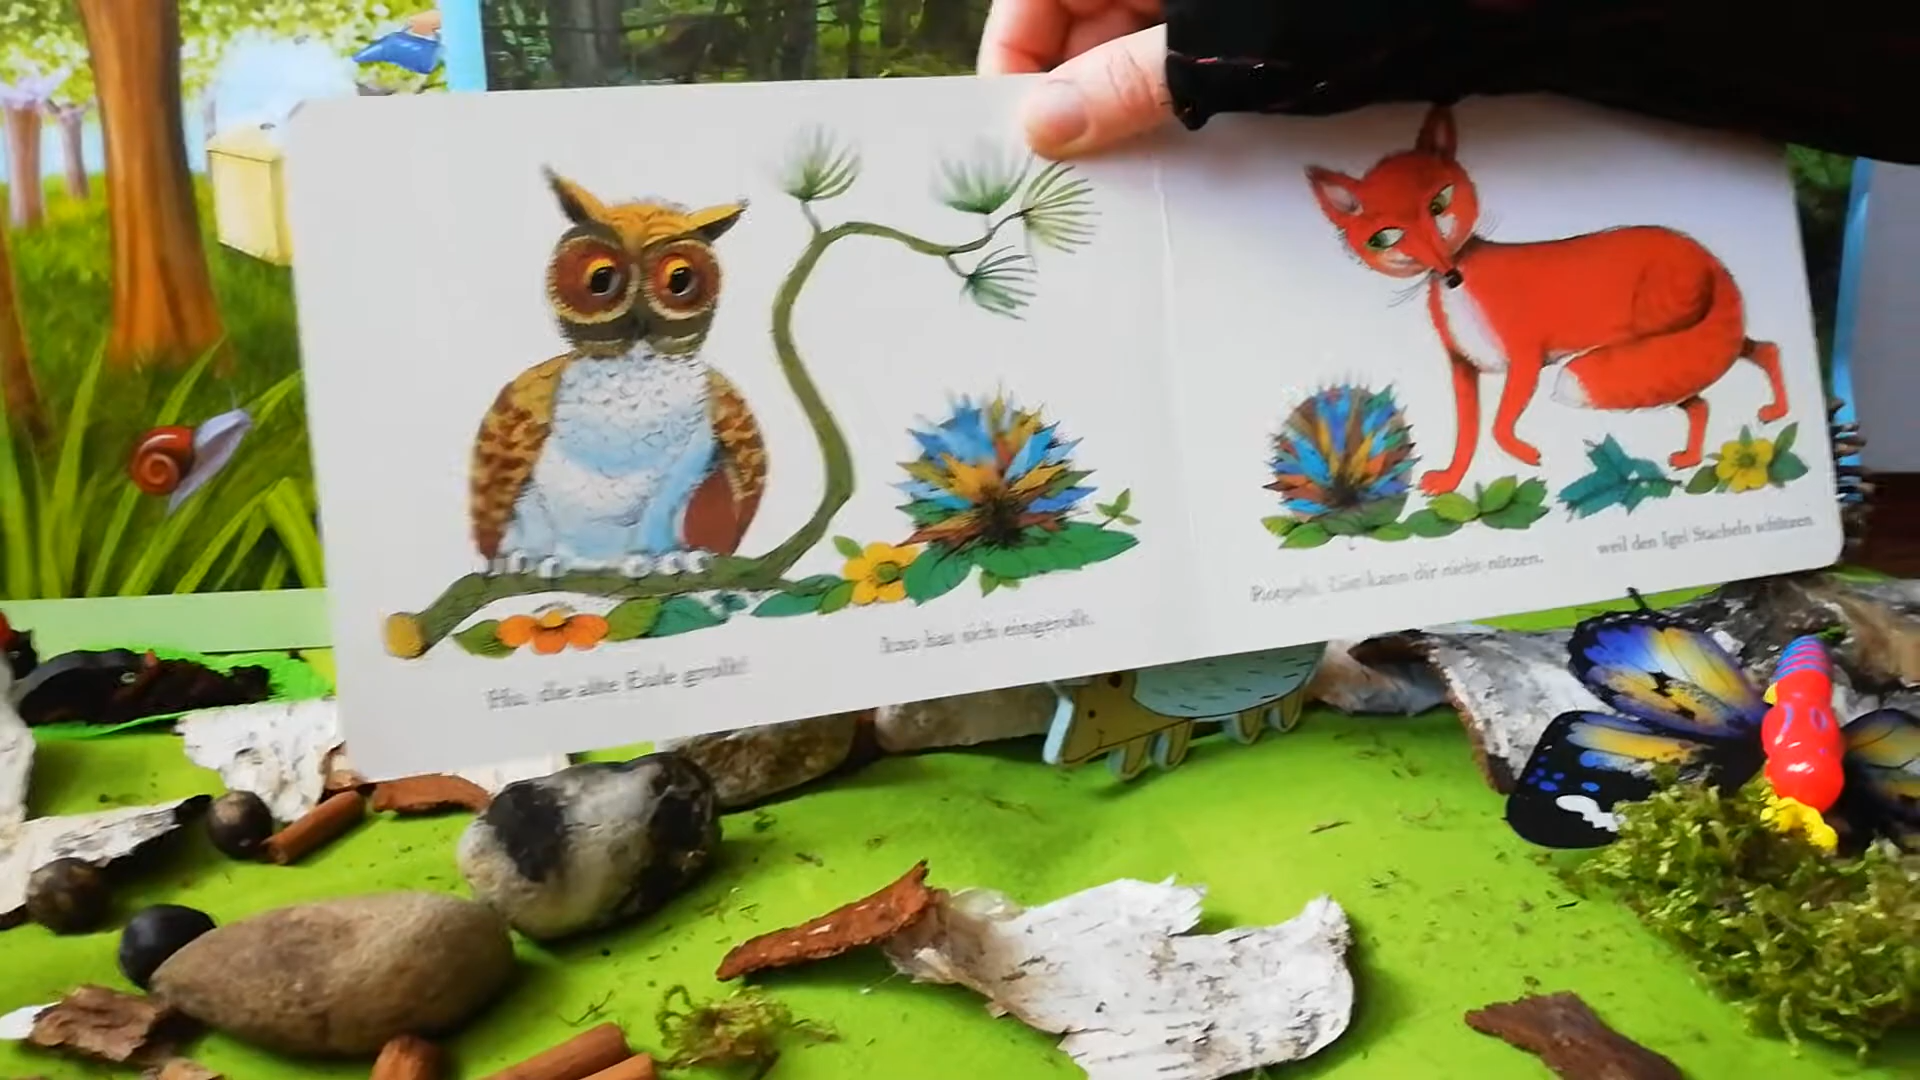 Hu, die alte Eule grollt!
hat sich eingerollt.
List kann dir nicht nützen,
weil den Igel Stacheln schützen.